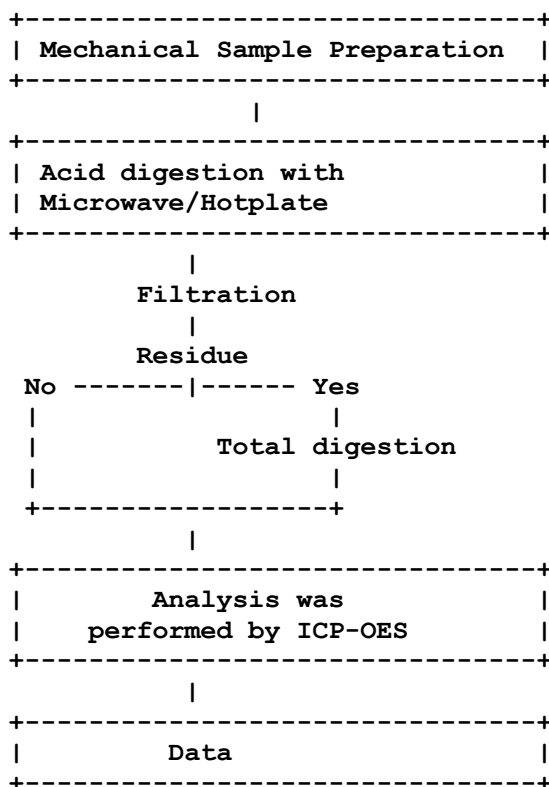 Mechanical Sample Preparation
Acid digestion with
Microwave/Hotplate
Filtration
Residue
No Yes
Total digestion
Analysis was
performed by ICP-OES
Data